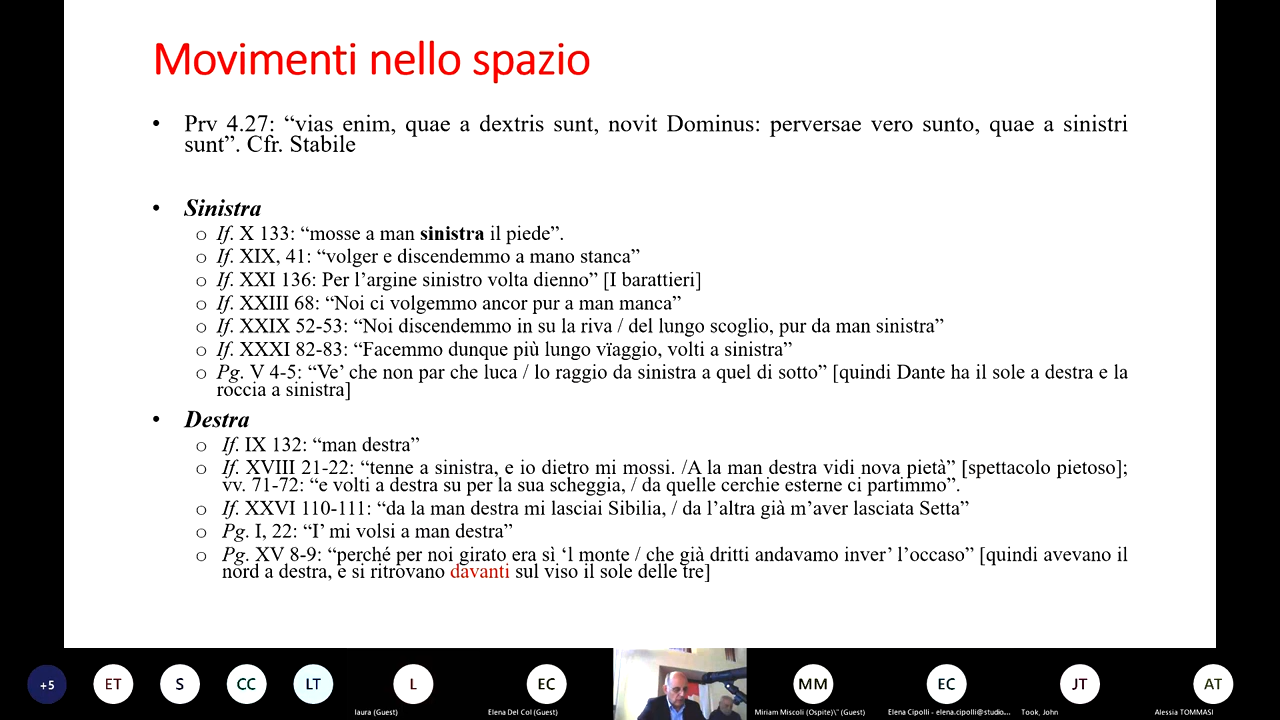 Movimenti nello spazio
• Prv 4.27: “vias enim, quae a dextris sunt, novit Dominus: perversae vero sunto, quae a sinistri
sunt”. Cfr. Stabile
• Sinistra
o If. X 133: “mosse a man sinistra il piede”.
o If. XIX, 41: “volger e discendemmo a mano stanca”
o If. XXI 136: Per l’argine sinistro volta dienno” [I barattieri]
o If. XXIII 68: “Noi ci volgemmo ancor pur a man manca”
o If. XXIX 52-53: “Noi discendemmo in su la riva / del lungo scoglio, pur da man sinistra”
o If. XXXI 82-83: “Facemmo dunque più lungo vïaggio, volti a sinistra”
o Pg. V 4-5: “Ve’ che non par che luca / lo raggio da sinistra a quel di sotto” [quindi Dante ha il sole a destra e la
roccia a sinistra]
• Destra
o If. IX 132: “man destra”
o If. XVIII 21-22: “tenne a sinistra, e io dietro mi mossi. /A la man destra vidi nova pietà” [spettacolo pietoso];
vv. 71-72: “e volti a destra su per la sua scheggia, / da quelle cerchie esterne ci partimmo”.
o If. XXVI 110-111: “da la man destra mi lasciai Sibilia, / da l’altra già m’aver lasciata Setta”
o Pg. I, 22: “I’ mi volsi a man destra”
o Pg. XV 8-9: “perché per noi girato era sì ‘l monte / che già dritti andavamo inver’ l’occaso” [quindi avevano il
nord a destra, e si ritrovano davanti sul viso il sole delle tre]
+5 ET S CC LT L EC MM EC JT AT
laura (Guest) Elena Del Col (Guest) Miriam Miscoli (Ospite)\" (Guest) Elena Cipolli - elena.cipolli@studio... Took, John Alessia TOMMASI